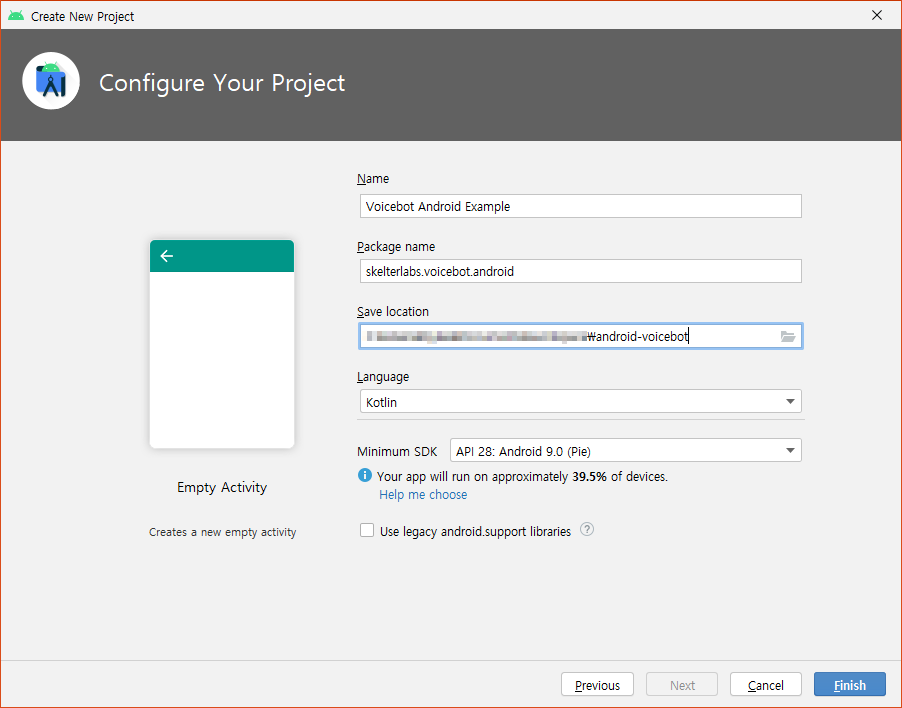 Create New Project
Configure Your Project
Name
Voicebot Android Example
Package name
skelterlabs.voicebot.android
Save location
₩android-voicebot
Language
Kotlin
Minimum SDK API 28: Android 9.0 (Pie)
Your app will run on approximately 39.5% of devices.
Help me choose
Use legacy android.support libraries ?
Empty Activity
Creates a new empty activity
Previous Next Cancel Finish